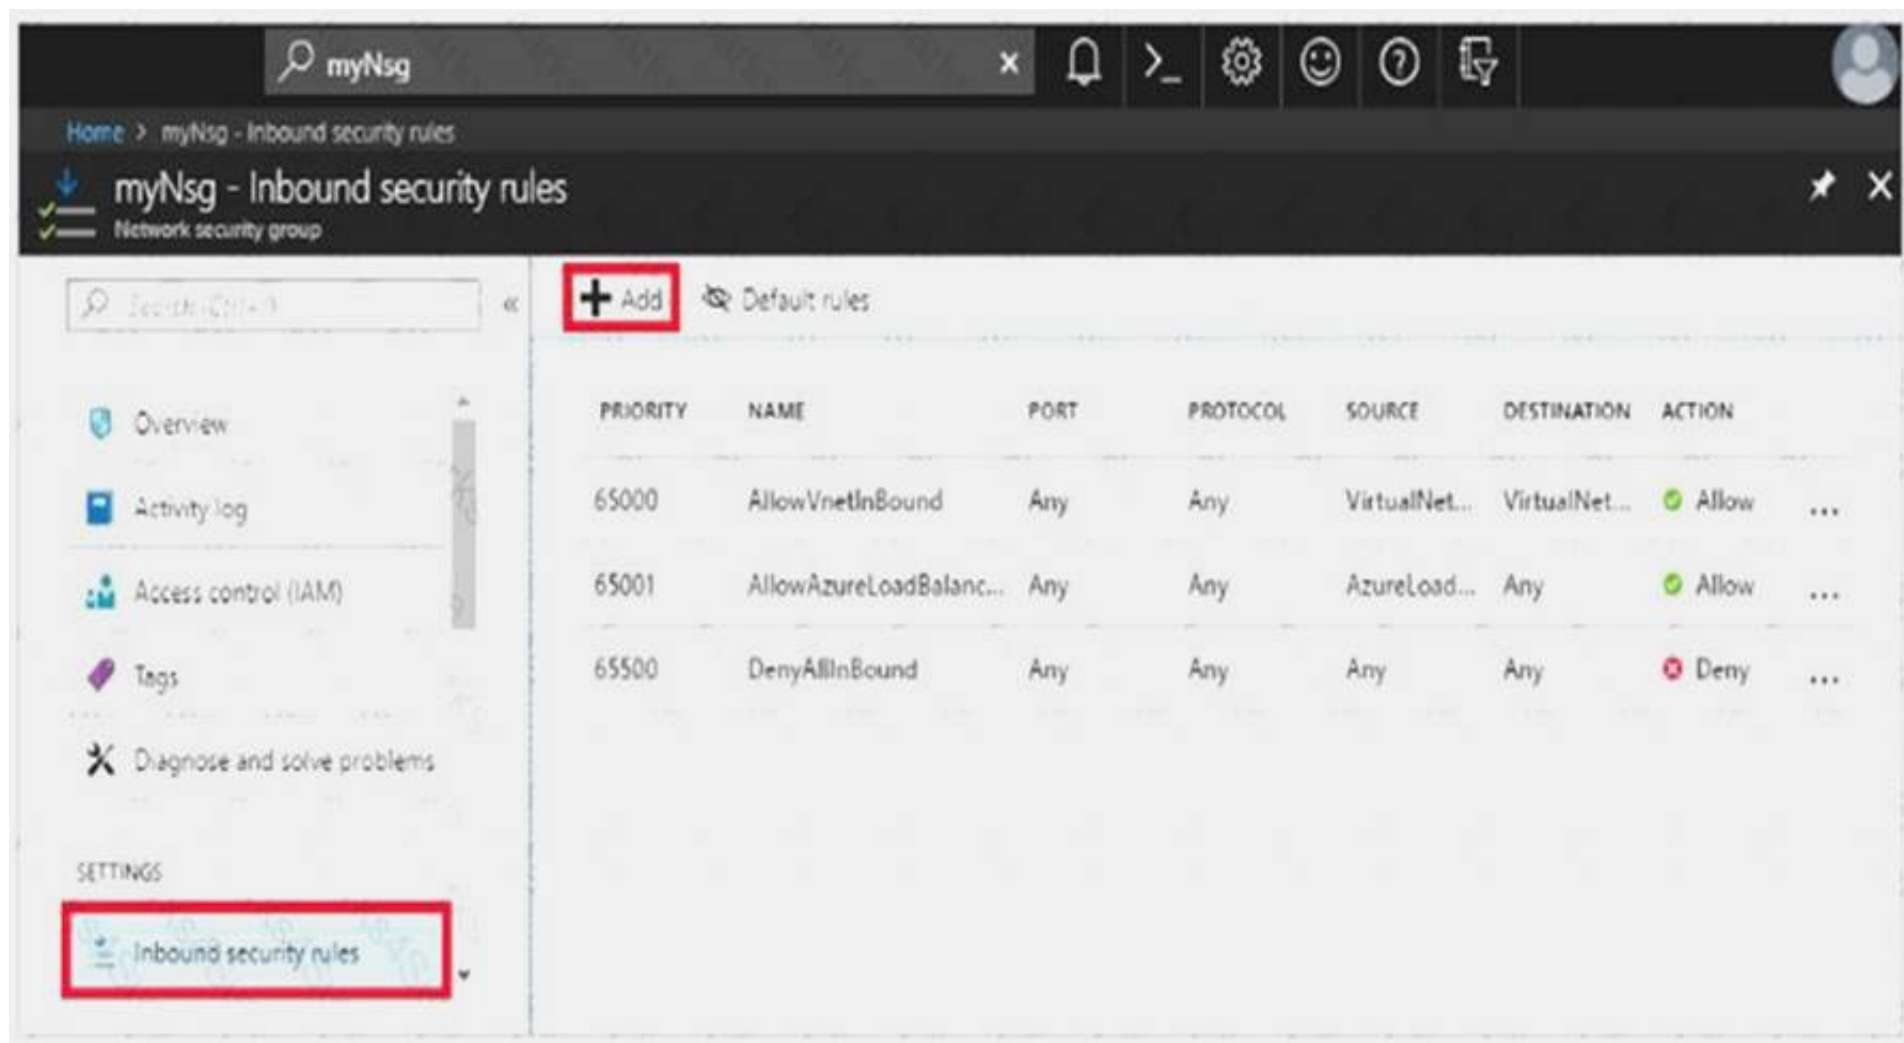 myNsg
Home > myNsg - Inbound security rules
myNsg - Inbound security rules
Network security group
Add
Default rules
PRIORITY NAME PORT PROTOCOL SOURCE DESTINATION ACTION
65000 AllowVnetInBound Any Any VirtualNet... VirtualNet... Allow ...
65001 AllowAzureLoadBalanc... Any Any AzureLoad... Any Allow ...
65500 DenyAllInBound Any Any Any Any Deny ...
Overview
Activity log
Access control (IAM)
Tags
Diagnose and solve problems
SETTINGS
Inbound security rules